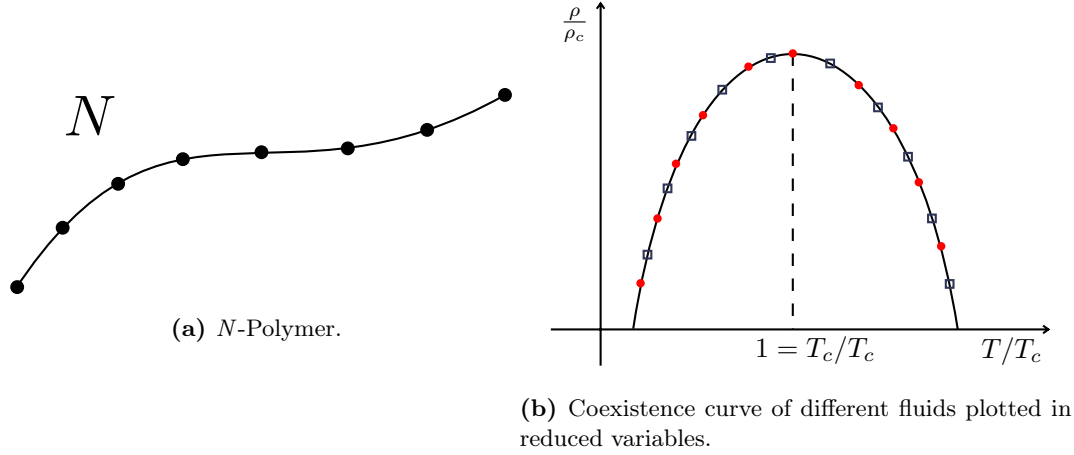 N
(a) N-Polymer.
ρ/ρ_c
1 = T_c/T_c
T/T_c
(b) Coexistence curve of different fluids plotted in
reduced variables.